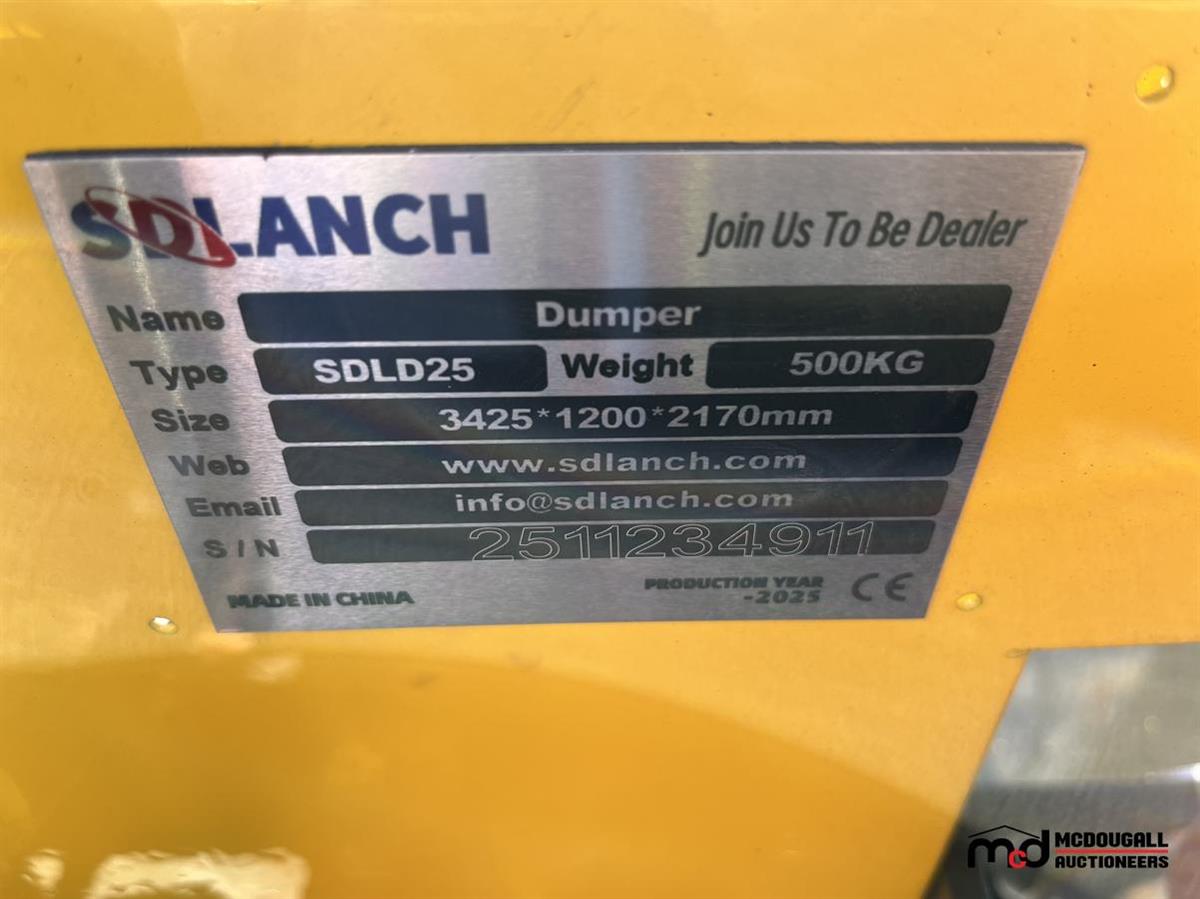 SDLANCH Join Us To Be Dealer
Name Dumper
Type SDLD25 Weight 500KG
Size 3425*1200*2170mm
Web www.sdlanch.com
Email info@sdlanch.com
S/N 2511234911
MADE IN CHINA PRODUCTION YEAR
-2025 CE
mcd MCDOUGALL
AUCTIONEERS